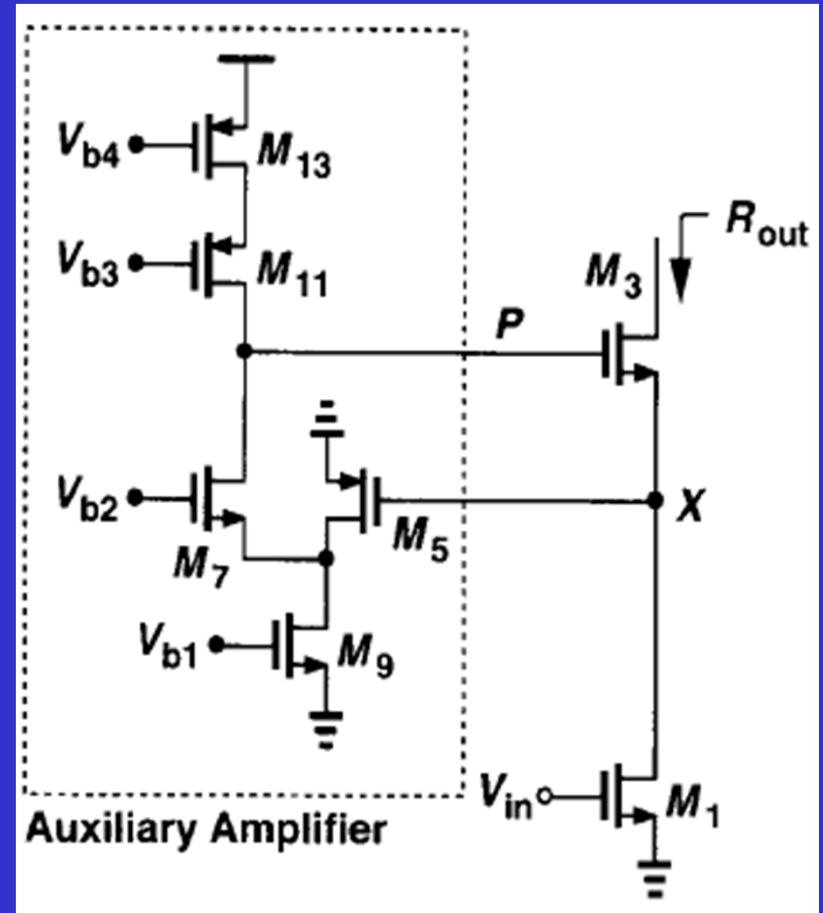 Vb4
M13
Vb3
M11
Rout
M3
P
Vb2
M7
M5
X
Vb1
M9
Vin
M1
Auxiliary Amplifier